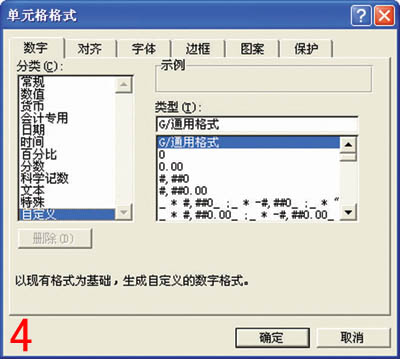 单元格格式
数字 对齐 字体 边框 图案 保护
分类(C):
常规
数值
货币
会计专用
日期
时间
百分比
分数
科学记数
文本
特殊
自定义
示例
类型(T):
G/通用格式
G/通用格式
0
0.00
#,##0
#,##0.00
_ * #,##0_ ;_ * -#,##0_ ;_ * "
_ * #,##0.00_ ;_ * -#,##0.00_
删除(D)
以现有格式为基础，生成自定义的数字格式。
4
确定 取消